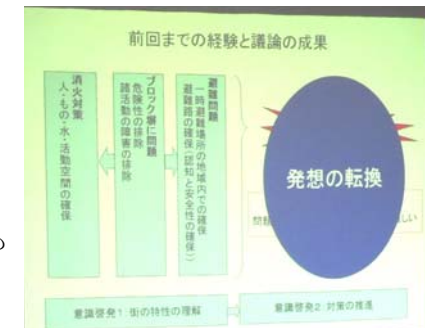 前回までの経験と議論の成果
消火対策
人・もの・水・活動空間の確保
ブロック塀に問題
危険性の排除
諸活動の障害の排除
避難問題
一時避難場所の地域内での確保
避難路の確保(認知と安全性の確保)
発想の転換
問題
しい
意識啓発1:街の特性の理解
意識啓発2:対策の推進
の